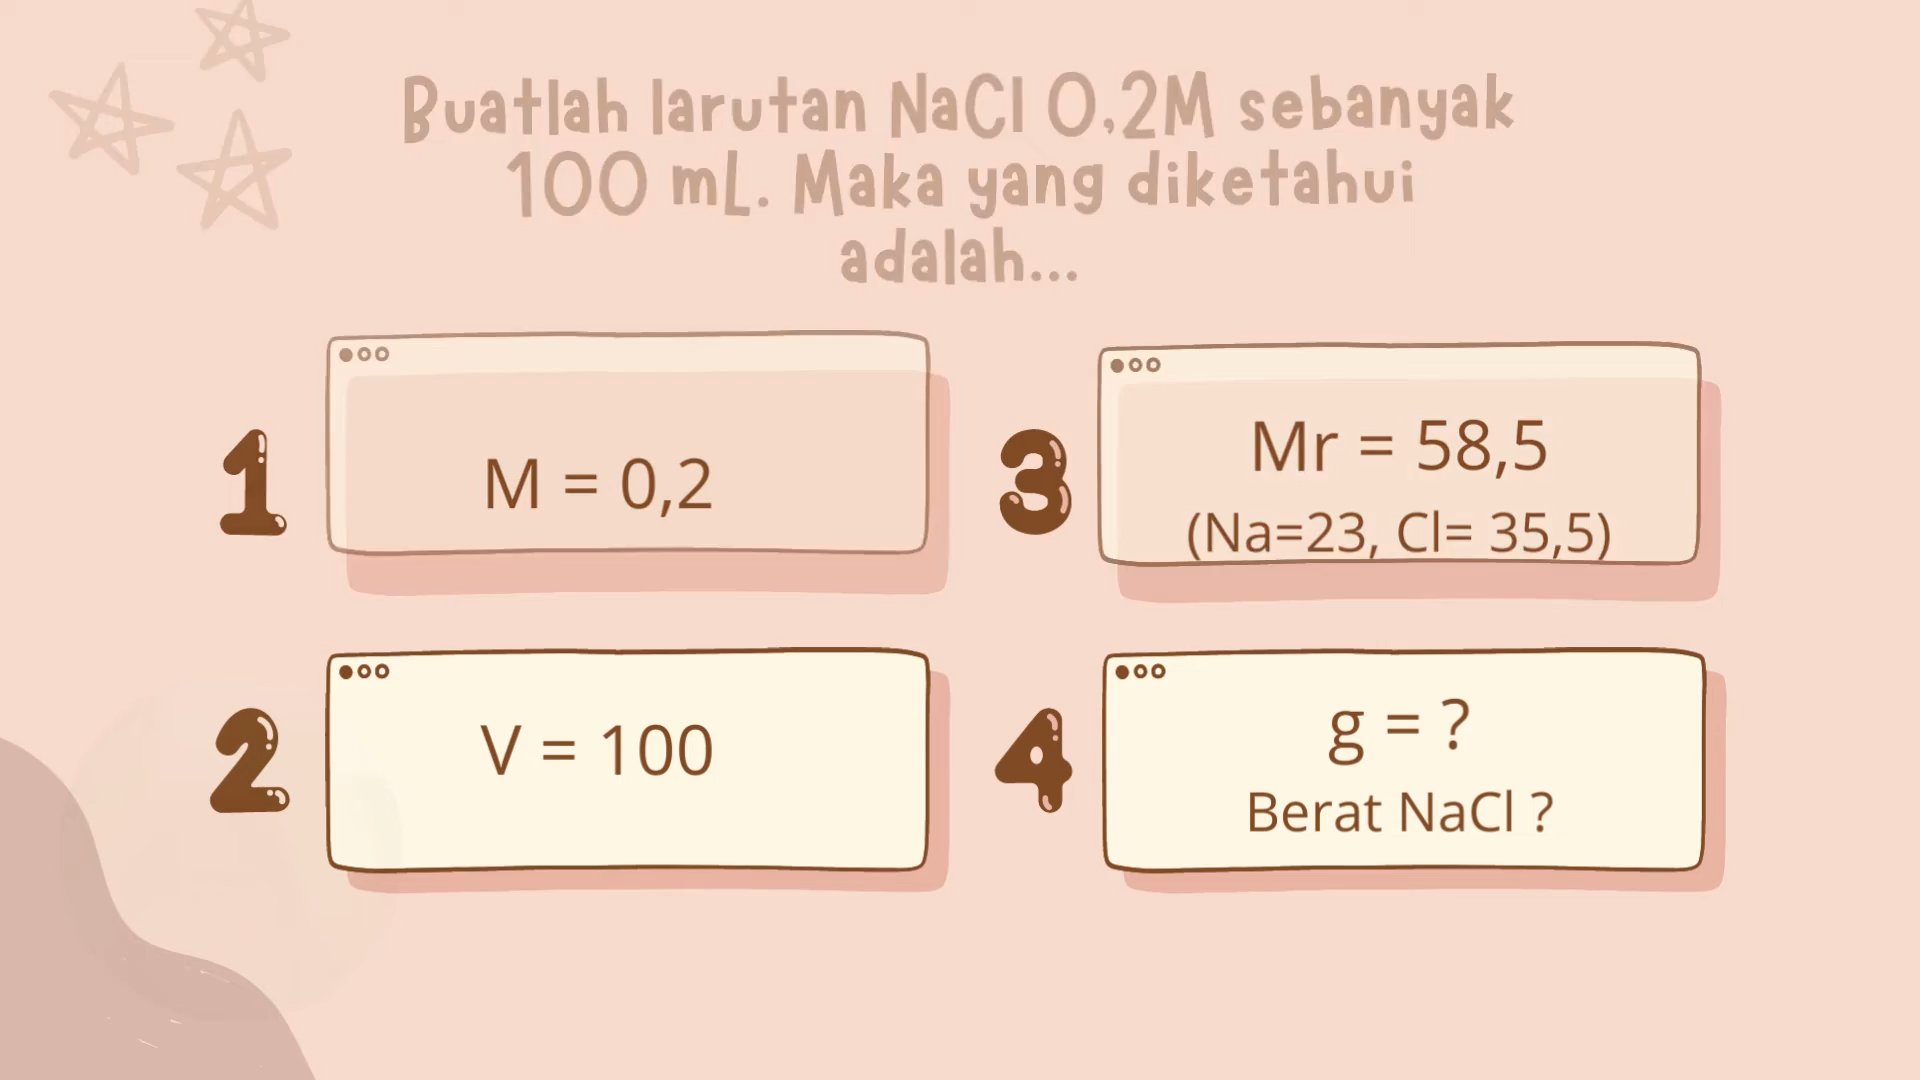 Buatlah larutan NaCl 0,2M sebanyak
100 mL. Maka yang diketahui
adalah...
1
M = 0,2
2
V = 100
3
Mr = 58,5
(Na=23, Cl= 35,5)
4
g = ?
Berat NaCl ?